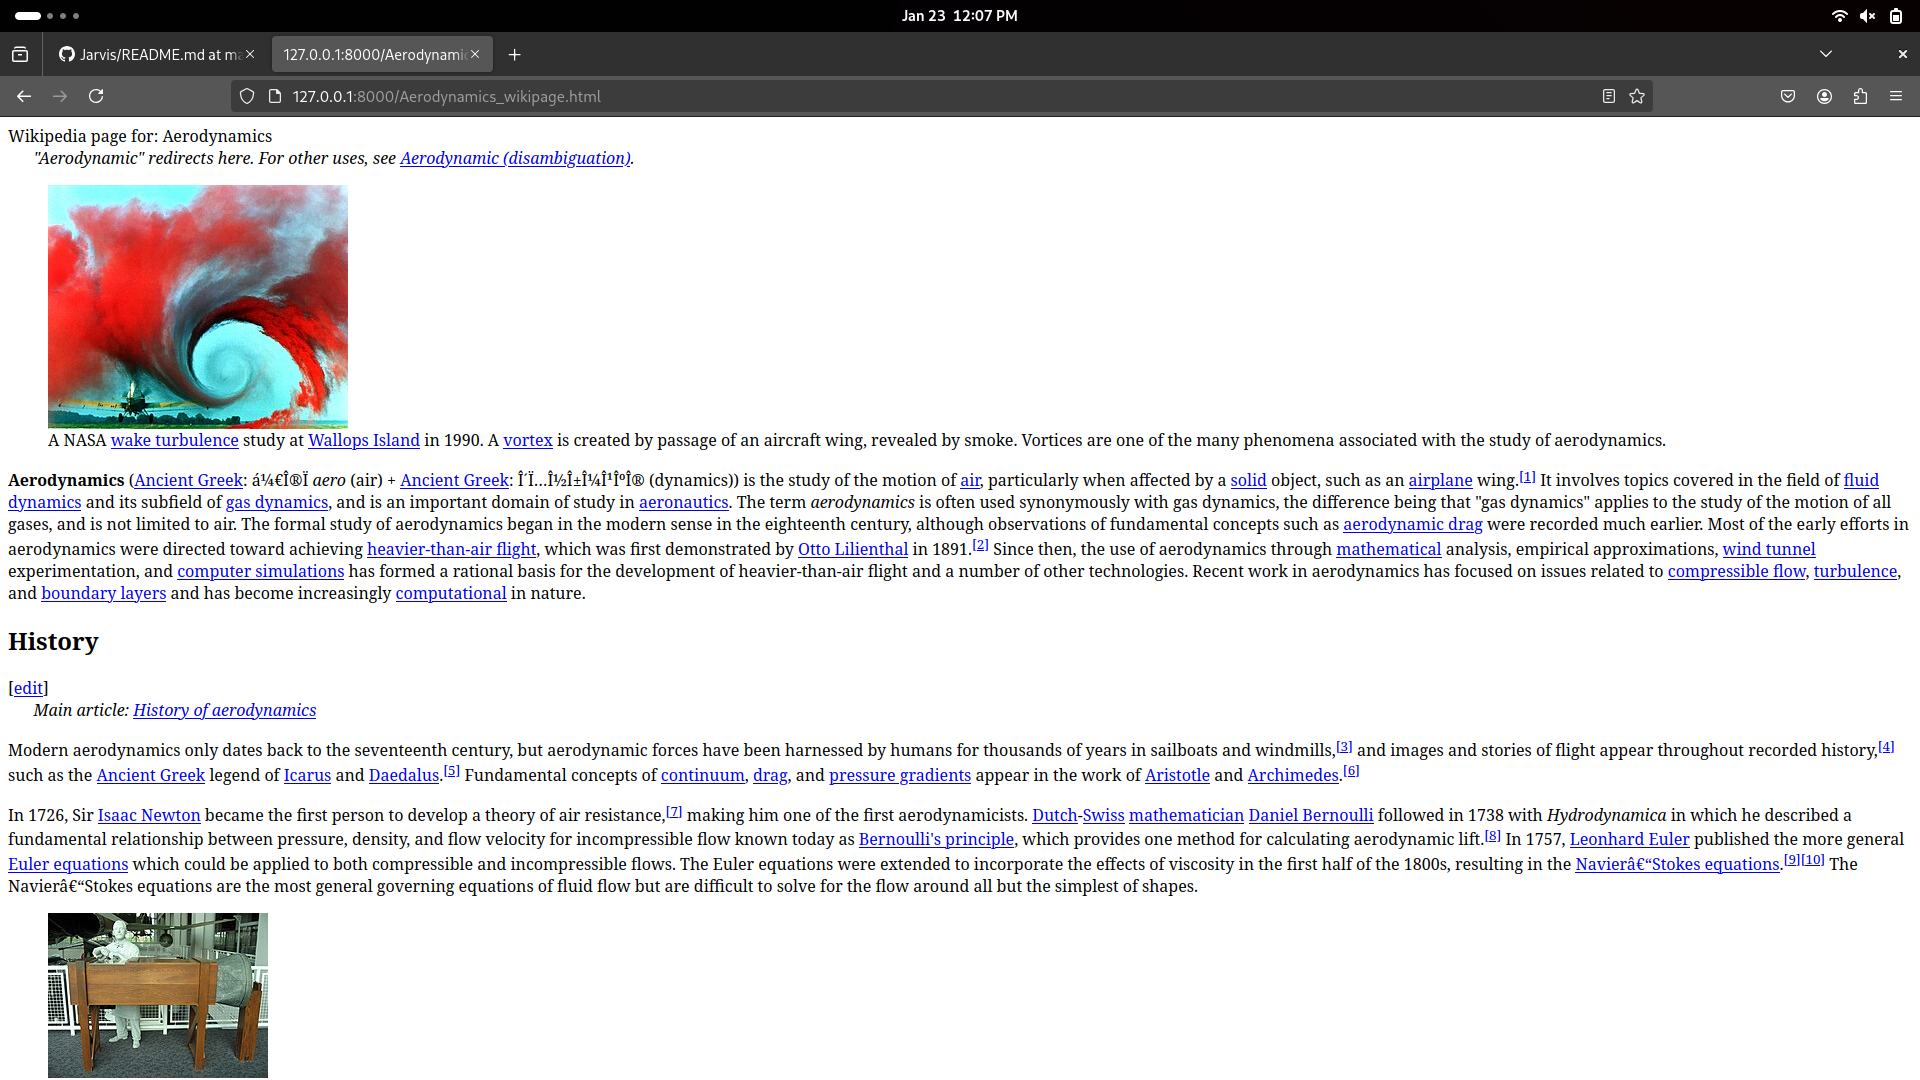 Jan 23 12:07 PM
Jarvis/README.md at ma
127.0.0.1:8000/Aerodynamic
127.0.0.1:8000/Aerodynamics_wikipage.html
Wikipedia page for: Aerodynamics
"Aerodynamic" redirects here. For other uses, see Aerodynamic (disambiguation).
A NASA wake turbulence study at Wallops Island in 1990. A vortex is created by passage of an aircraft wing, revealed by smoke. Vortices are one of the many phenomena associated with the study of aerodynamics.
Aerodynamics (Ancient Greek: á¼€Î®Ï aero (air) + Ancient Greek: Î´Ï…Î½Î±Î¼Î¹ÎºÎ® (dynamics)) is the study of the motion of air, particularly when affected by a solid object, such as an airplane wing.[1] It involves topics covered in the field of fluid
dynamics and its subfield of gas dynamics, and is an important domain of study in aeronautics. The term aerodynamics is often used synonymously with gas dynamics, the difference being that "gas dynamics" applies to the study of the motion of all
gases, and is not limited to air. The formal study of aerodynamics began in the modern sense in the eighteenth century, although observations of fundamental concepts such as aerodynamic drag were recorded much earlier. Most of the early efforts in
aerodynamics were directed toward achieving heavier-than-air flight, which was first demonstrated by Otto Lilienthal in 1891.[2] Since then, the use of aerodynamics through mathematical analysis, empirical approximations, wind tunnel
experimentation, and computer simulations has formed a rational basis for the development of heavier-than-air flight and a number of other technologies. Recent work in aerodynamics has focused on issues related to compressible flow, turbulence,
and boundary layers and has become increasingly computational in nature.
History
[edit]
Main article: History of aerodynamics
Modern aerodynamics only dates back to the seventeenth century, but aerodynamic forces have been harnessed by humans for thousands of years in sailboats and windmills,[3] and images and stories of flight appear throughout recorded history,[4]
such as the Ancient Greek legend of Icarus and Daedalus.[5] Fundamental concepts of continuum, drag, and pressure gradients appear in the work of Aristotle and Archimedes.[6]
In 1726, Sir Isaac Newton became the first person to develop a theory of air resistance,[7] making him one of the first aerodynamicists. Dutch-Swiss mathematician Daniel Bernoulli followed in 1738 with Hydrodynamica in which he described a
fundamental relationship between pressure, density, and flow velocity for incompressible flow known today as Bernoulli's principle, which provides one method for calculating aerodynamic lift.[8] In 1757, Leonhard Euler published the more general
Euler equations which could be applied to both compressible and incompressible flows. The Euler equations were extended to incorporate the effects of viscosity in the first half of the 1800s, resulting in the Navierâ€“Stokes equations.[9][10] The
Navierâ€“Stokes equations are the most general governing equations of fluid flow but are difficult to solve for the flow around all but the simplest of shapes.